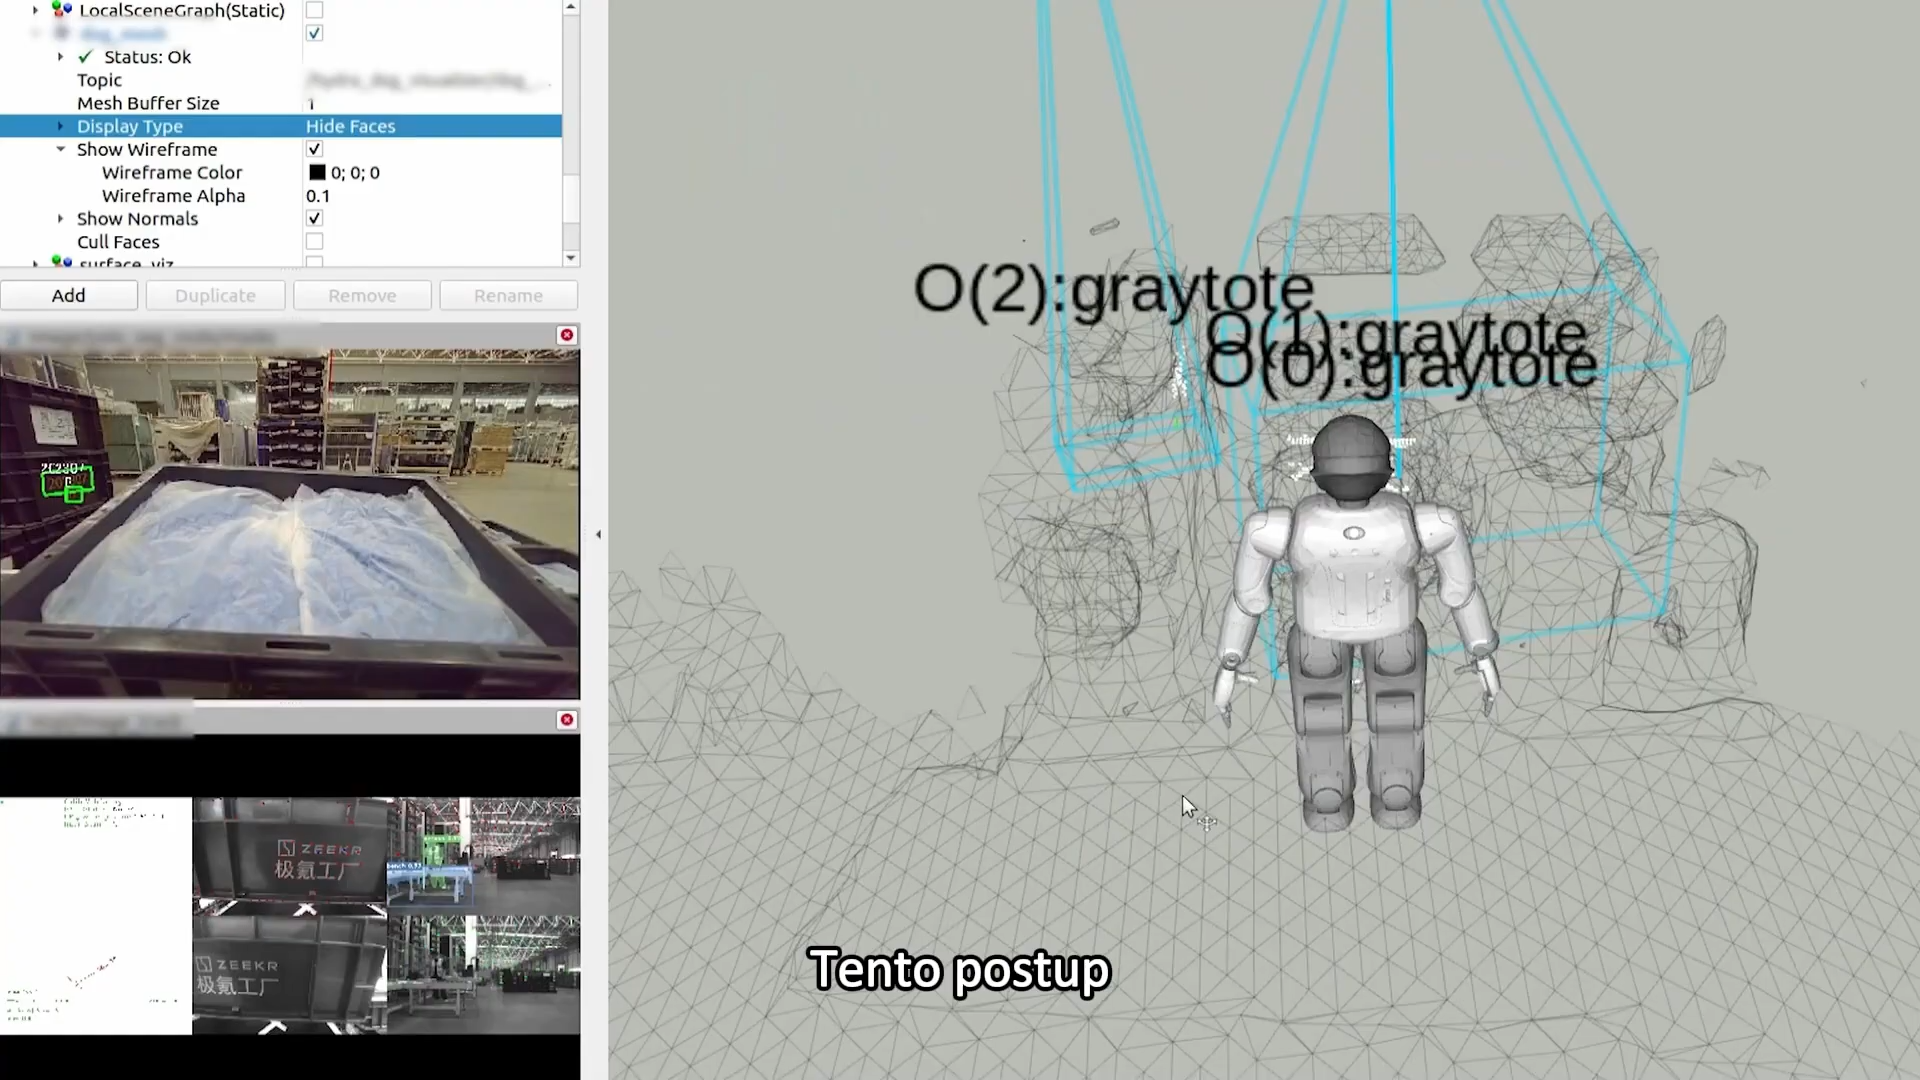 LocalSceneGraph(Static)
Status: Ok
Topic
Mesh Buffer Size 1
Display Type Hide Faces
Show Wireframe
Wireframe Color 0; 0; 0
Wireframe Alpha 0.1
Show Normals
Cull Faces
surface_viz
Add Duplicate Remove Rename
O(2):graytote
O(1):graytote
O(0):graytote
ZEEKR
极氪工厂
ZEEKR
极氪工厂
Tento postup